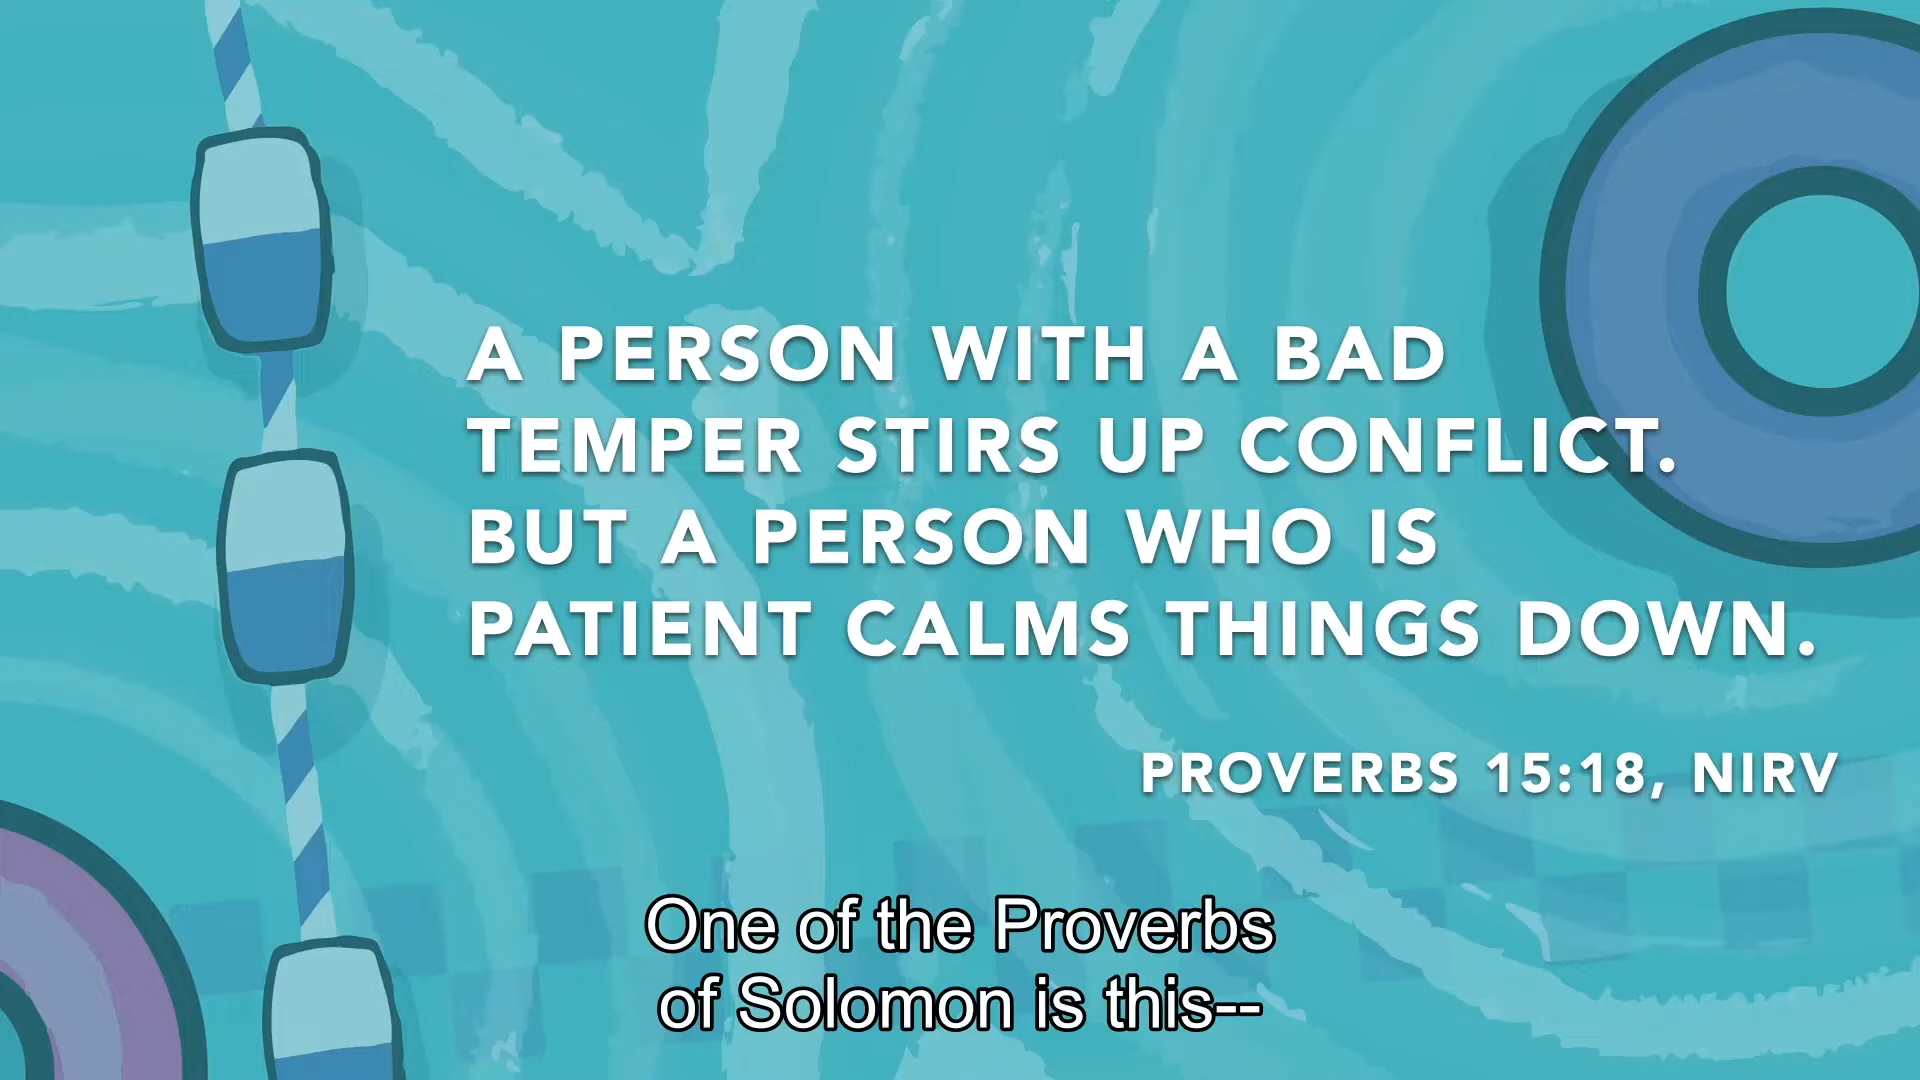 A PERSON WITH A BAD
TEMPER STIRS UP CONFLICT.
BUT A PERSON WHO IS
PATIENT CALMS THINGS DOWN.
PROVERBS 15:18, NIRV
One of the Proverbs
of Solomon is this--